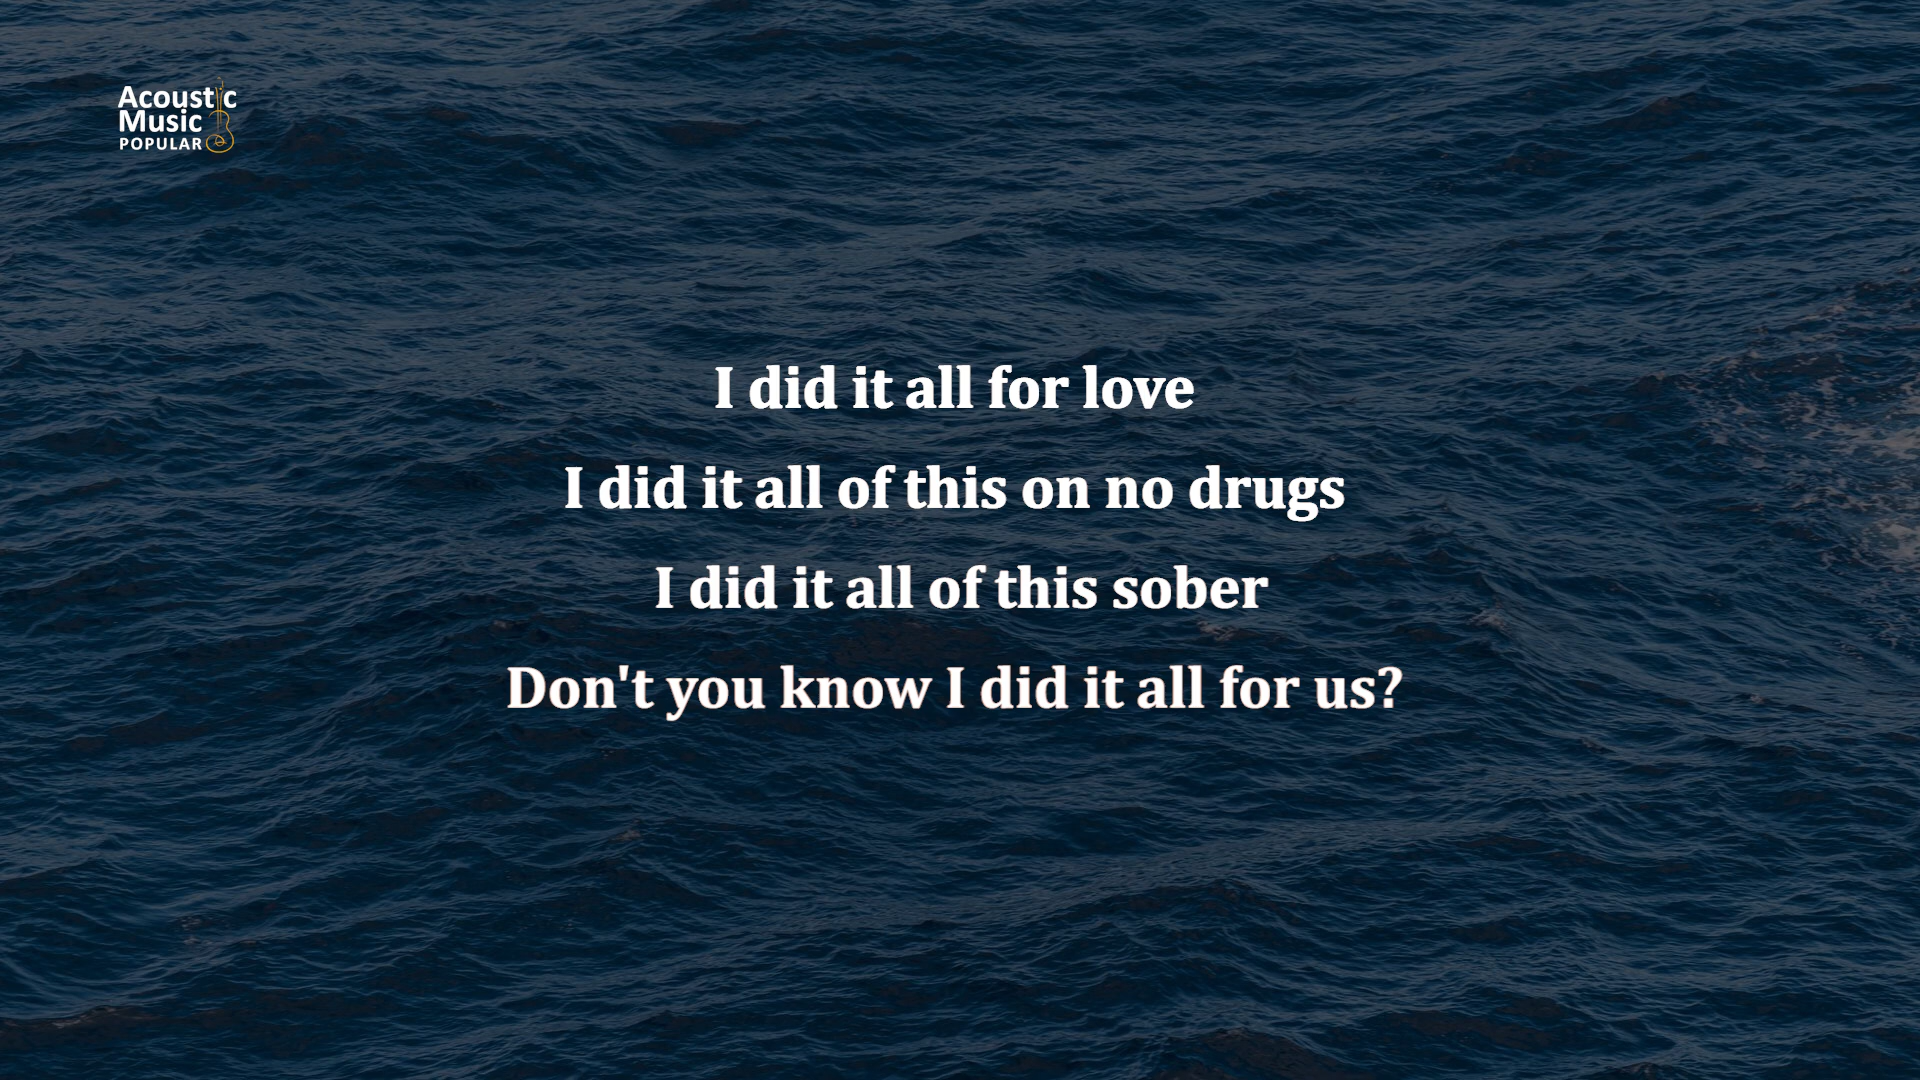 Acoustic
Music
POPULAR
I did it all for love
I did it all of this on no drugs
I did it all of this sober
Don't you know I did it all for us?